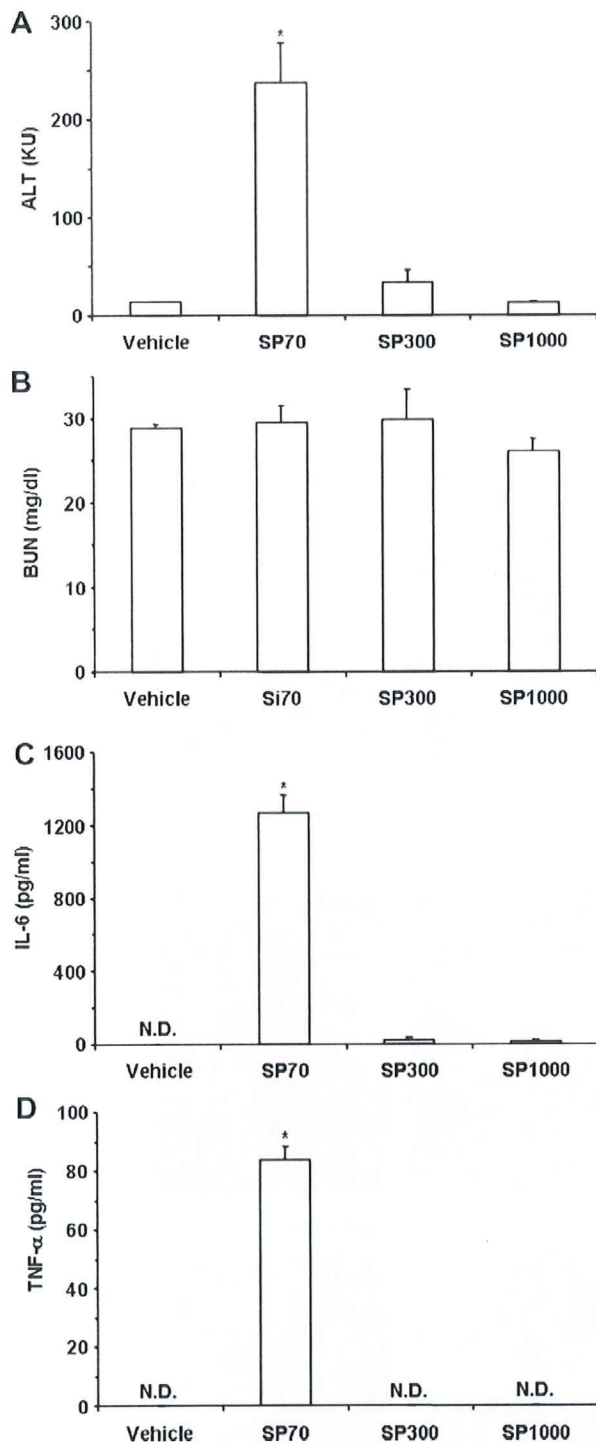 A
*
300
200
100
0
ALT (KU)
Vehicle SP70 SP300 SP1000
B
30
20
10
0
BUN (mg/dl)
Vehicle Si70 SP300 SP1000
C
*
1600
1200
800
400
0
IL-6 (pg/ml)
N.D.
Vehicle SP70 SP300 SP1000
D
*
100
80
60
40
20
0
TNF-α (pg/ml)
N.D. N.D. N.D.
Vehicle SP70 SP300 SP1000